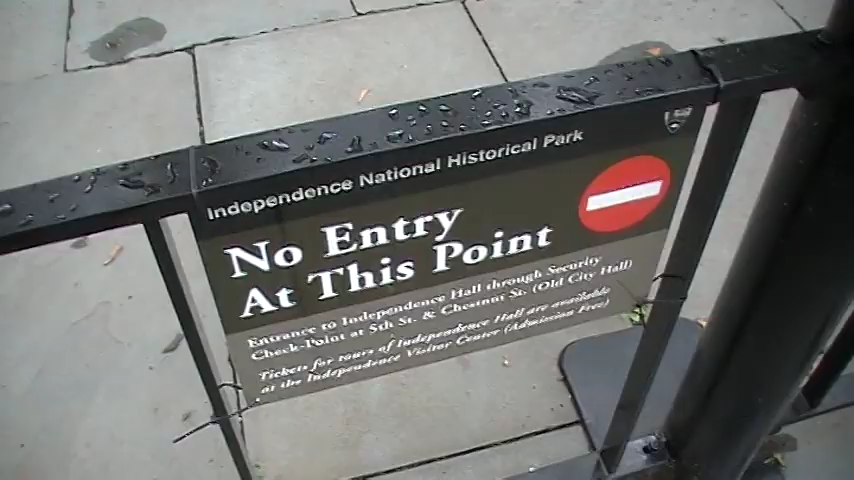 Independence National Historical Park
No Entry
At This Point
Entrance to Independence Hall through Security
Check-Point at 5th St. & Chestnut St. (Old City Hall)
Tickets for tours of Independence Hall are available
at the Independence Visitor Center (Admission Free)